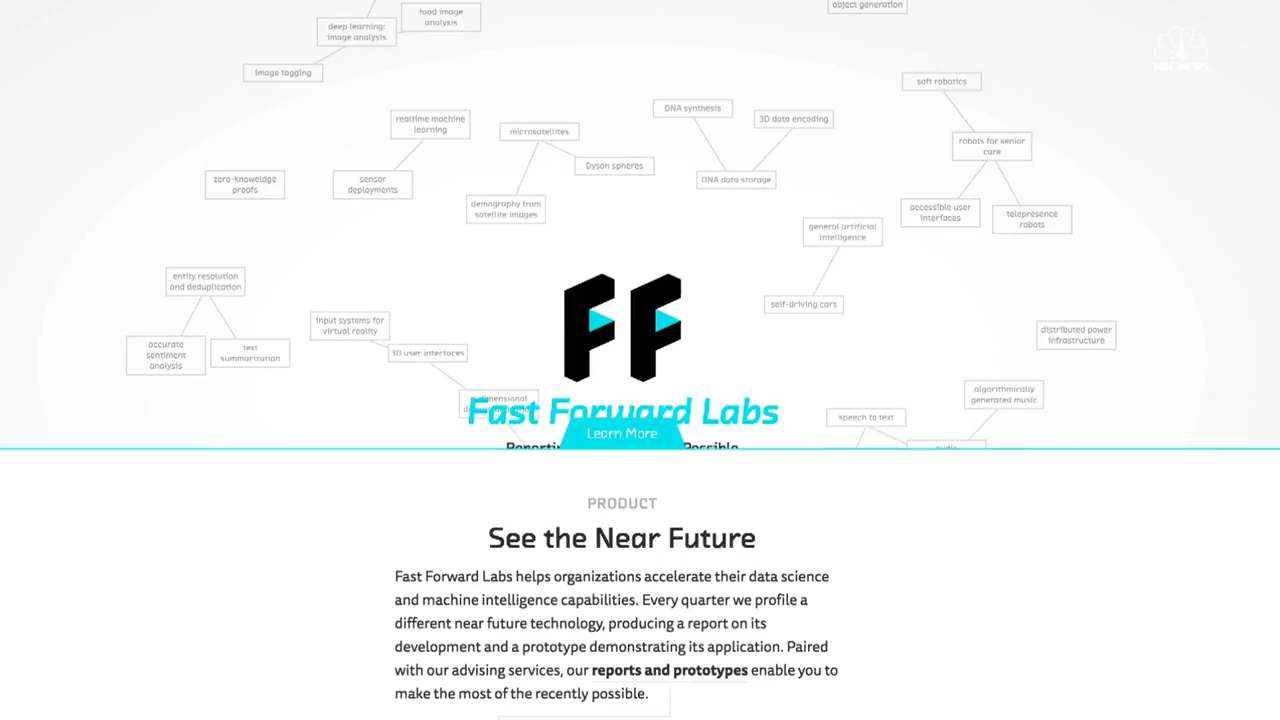 object generation
food image
analysis
deep learning:
image analysis
NBC NEWS
image tagging
soft robotics
DNA synthesis
realtime machine
learning
3D data encoding
microsatellites
robots for senior
care
Dyson spheres
zero-knoweldge
proofs
sensor
deployments
DNA data storage
demography from
satellite images
accessible user
interfaces
telepresence
robots
general artificial
intelligence
entity resolution
and deduplication
self-driving cars
input systems for
virtual reality
distributed power
infrastructure
accurate
sentiment
analysis
text
summarization
3D user interfaces
algorithmically
generated music
speech to text
Fast Forward Labs
Learn More
Possible
PRODUCT
See the Near Future
Fast Forward Labs helps organizations accelerate their data science
and machine intelligence capabilities. Every quarter we profile a
different near future technology, producing a report on its
development and a prototype demonstrating its application. Paired
with our advising services, our reports and prototypes enable you to
make the most of the recently possible.